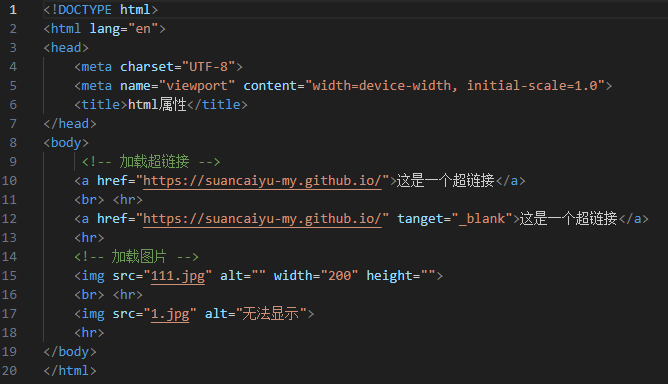 1 <!DOCTYPE html>
2 <html lang="en">
3 <head>
4 <meta charset="UTF-8">
5 <meta name="viewport" content="width=device-width, initial-scale=1.0">
6 <title>html属性</title>
7 </head>
8 <body>
9 <!-- 加载超链接 -->
10 <a href="https://suancaiyu-my.github.io/">这是一个超链接</a>
11 <br> <hr>
12 <a href="https://suancaiyu-my.github.io/" tanget="_blank">这是一个超链接</a>
13 <hr>
14 <!-- 加载图片 -->
15 <img src="111.jpg" alt="" width="200" height="">
16 <br> <hr>
17 <img src="1.jpg" alt="无法显示">
18 <hr>
19 </body>
20 </html>